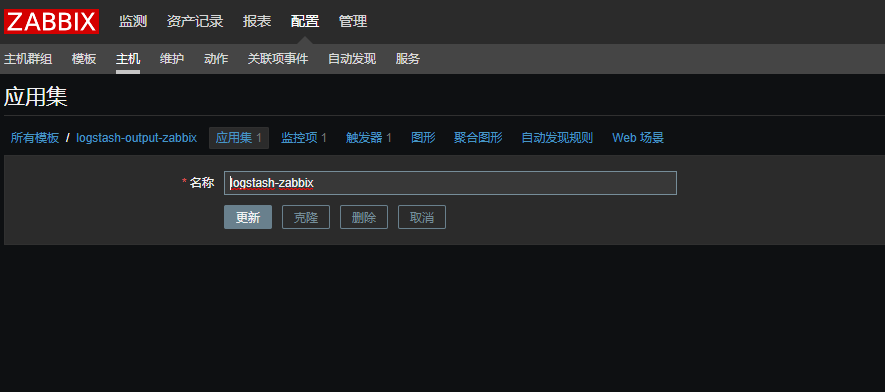 ZABBIX 监测 资产记录 报表 配置 管理
主机群组 模板 主机 维护 动作 关联项事件 自动发现 服务
应用集
所有模板 / logstash-output-zabbix 应用集 1 监控项 1 触发器 1 图形 聚合图形 自动发现规则 Web 场景
* 名称 logstash-zabbix
更新 克隆 删除 取消